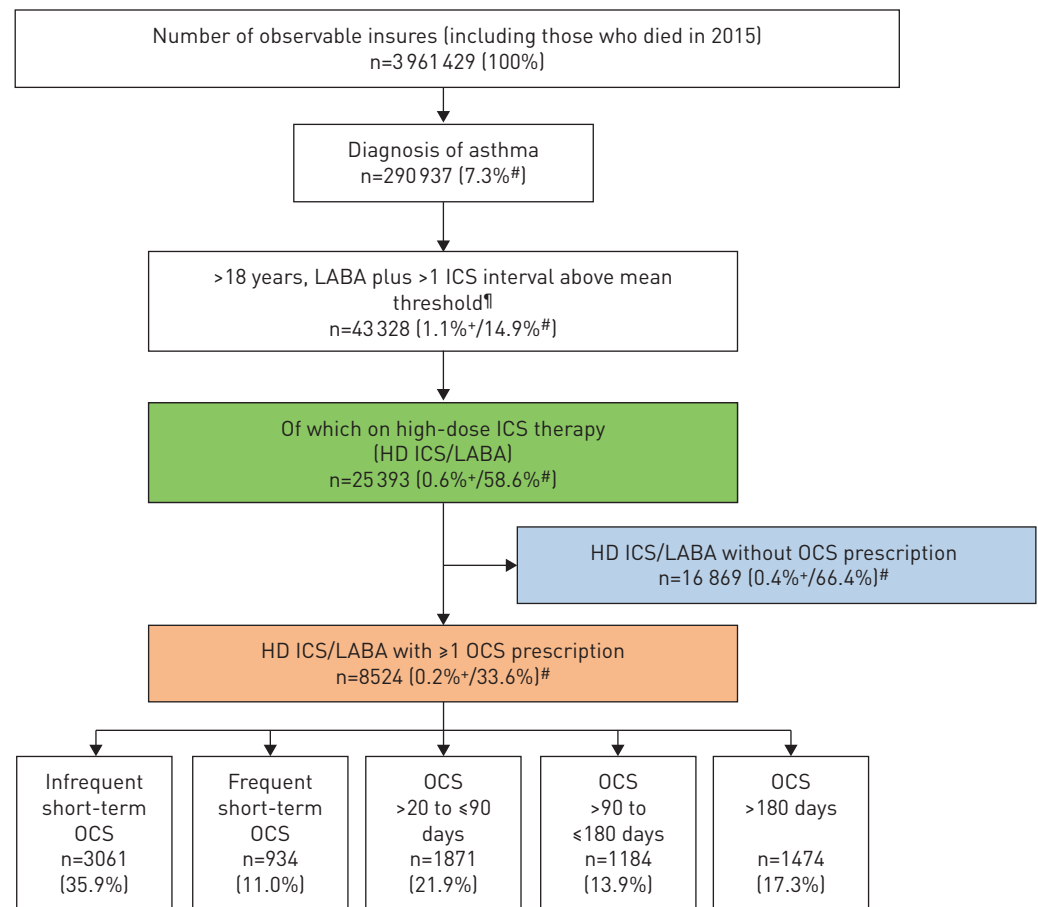 Number of observable insures (including those who died in 2015)
n=3 961 429 (100%)
Diagnosis of asthma
n=290 937 (7.3%#)
>18 years, LABA plus >1 ICS interval above mean
threshold¶
n=43 328 (1.1%+/14.9%#)
Of which on high-dose ICS therapy
(HD ICS/LABA)
n=25 393 (0.6%+/58.6%#)
HD ICS/LABA without OCS prescription
n=16 869 (0.4%+/66.4%)#
HD ICS/LABA with ⩾1 OCS prescription
n=8524 (0.2%+/33.6%)#
Infrequent
short-term
OCS
n=3061
(35.9%)
Frequent
short-term
OCS
n=934
(11.0%)
OCS
>20 to ⩽90
days
n=1871
(21.9%)
OCS
>90 to
⩽180 days
n=1184
(13.9%)
OCS
>180 days
n=1474
(17.3%)